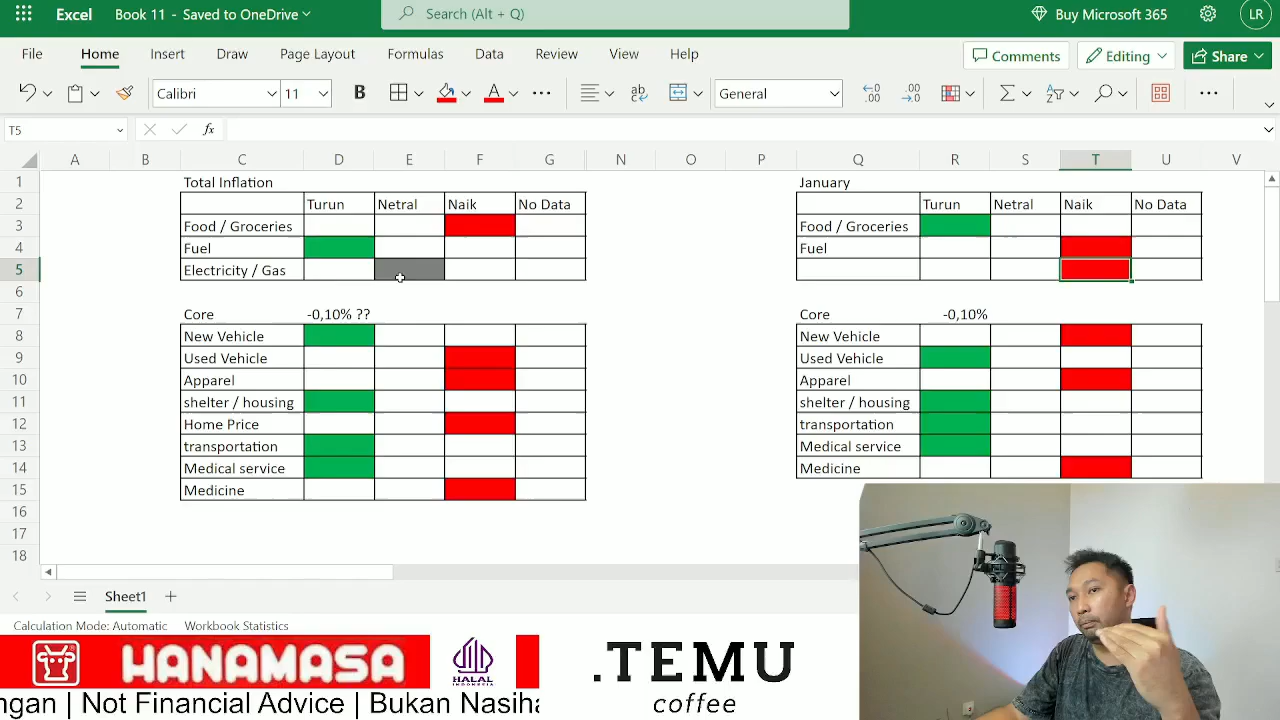 Excel Book 11 - Saved to OneDrive Search (Alt + Q) Buy Microsoft 365 LR
File Home Insert Draw Page Layout Formulas Data Review View Help Comments Editing Share
Calibri 11 B A ab General .00 .00
T5 fx
A B C D E F G N O P Q R S T U V
1 Total Inflation January
2 Turun Netral Naik No Data Turun Netral Naik No Data
3 Food / Groceries Food / Groceries
4 Fuel Fuel
5 Electricity / Gas
6
7 Core -0,10% ?? Core -0,10%
8 New Vehicle New Vehicle
9 Used Vehicle Used Vehicle
10 Apparel Apparel
11 shelter / housing shelter / housing
12 Home Price transportation
13 transportation Medical service
14 Medical service Medicine
15 Medicine
16
17
18
Sheet1
Calculation Mode: Automatic Workbook Statistics
HANAMASA HALAL INDONESIA .TEMU coffee
ngan | Not Financial Advice | Bukan Nasiha